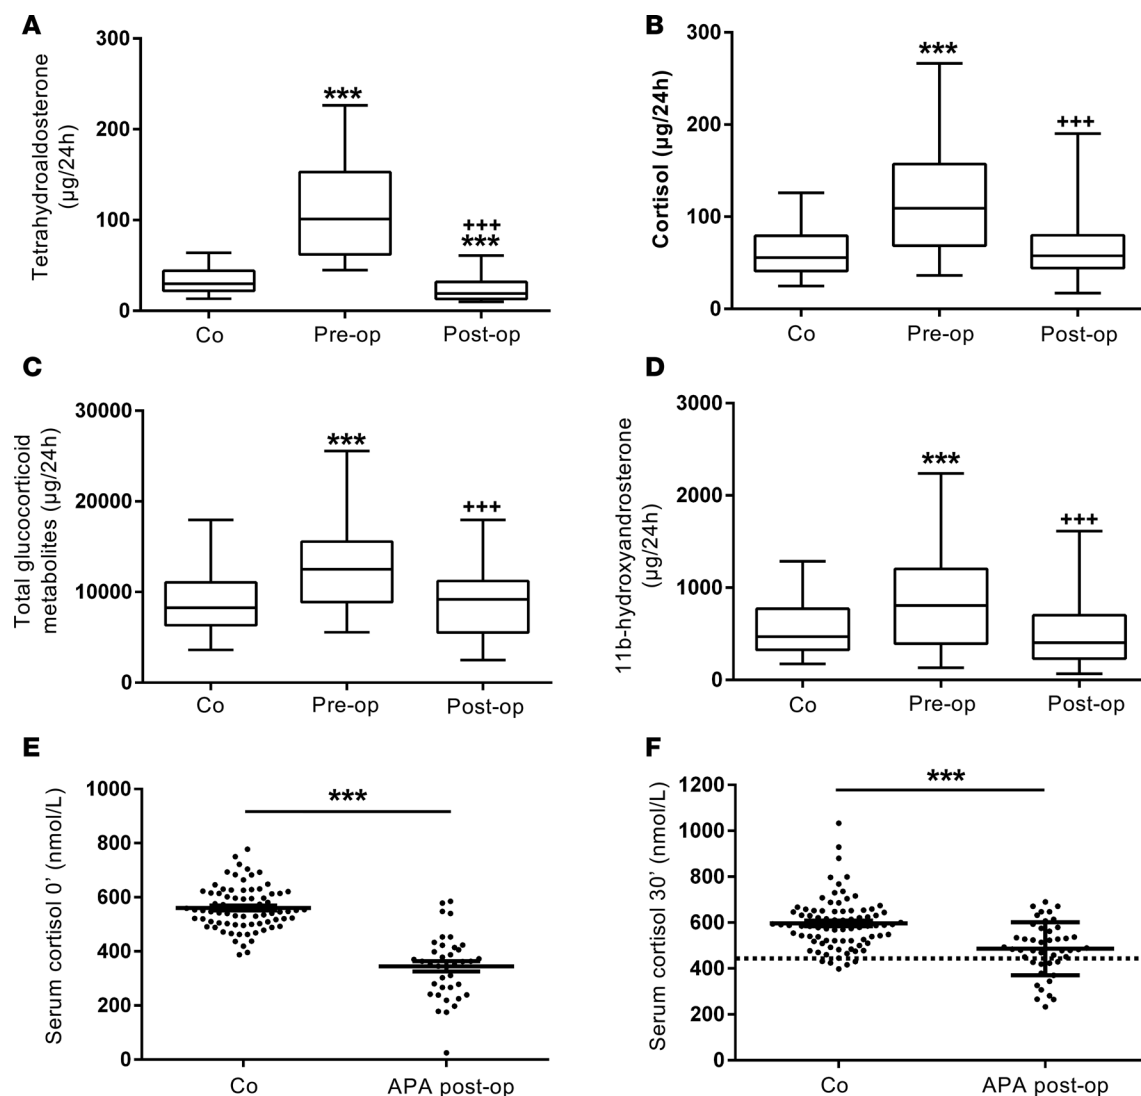 A
Tetrahydroaldosterone
(µg/24h)
300
200
100
0
***
+++
***
Co
Pre-op
Post-op
B
Cortisol (µg/24h)
300
200
100
0
***
+++
Co
Pre-op
Post-op
C
Total glucocorticoid
metabolites (µg/24h)
30000
20000
10000
0
***
+++
Co
Pre-op
Post-op
D
11b-hydroxyandrosterone
(µg/24h)
3000
2000
1000
0
***
+++
Co
Pre-op
Post-op
E
Serum cortisol 0’ (nmol/L)
1000
800
600
400
200
0
***
Co
APA post-op
F
Serum cortisol 30’ (nmol/L)
1200
1000
800
600
400
200
0
***
Co
APA post-op